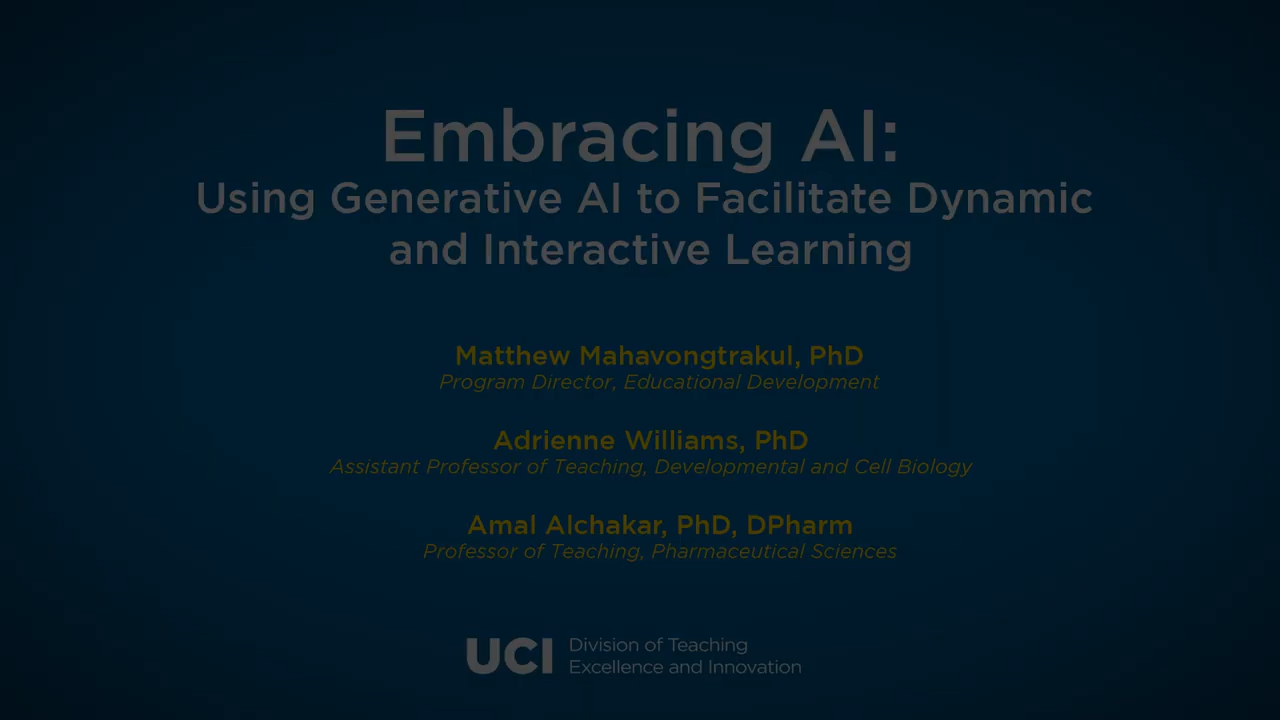 Embracing AI:
Using Generative AI to Facilitate Dynamic
and Interactive Learning
Matthew Mahavongtrakul, PhD
Program Director, Educational Development
Adrienne Williams, PhD
Assistant Professor of Teaching, Developmental and Cell Biology
Amal Alchakar, PhD, DPharm
Professor of Teaching, Pharmaceutical Sciences
UCI Division of Teaching
Excellence and Innovation